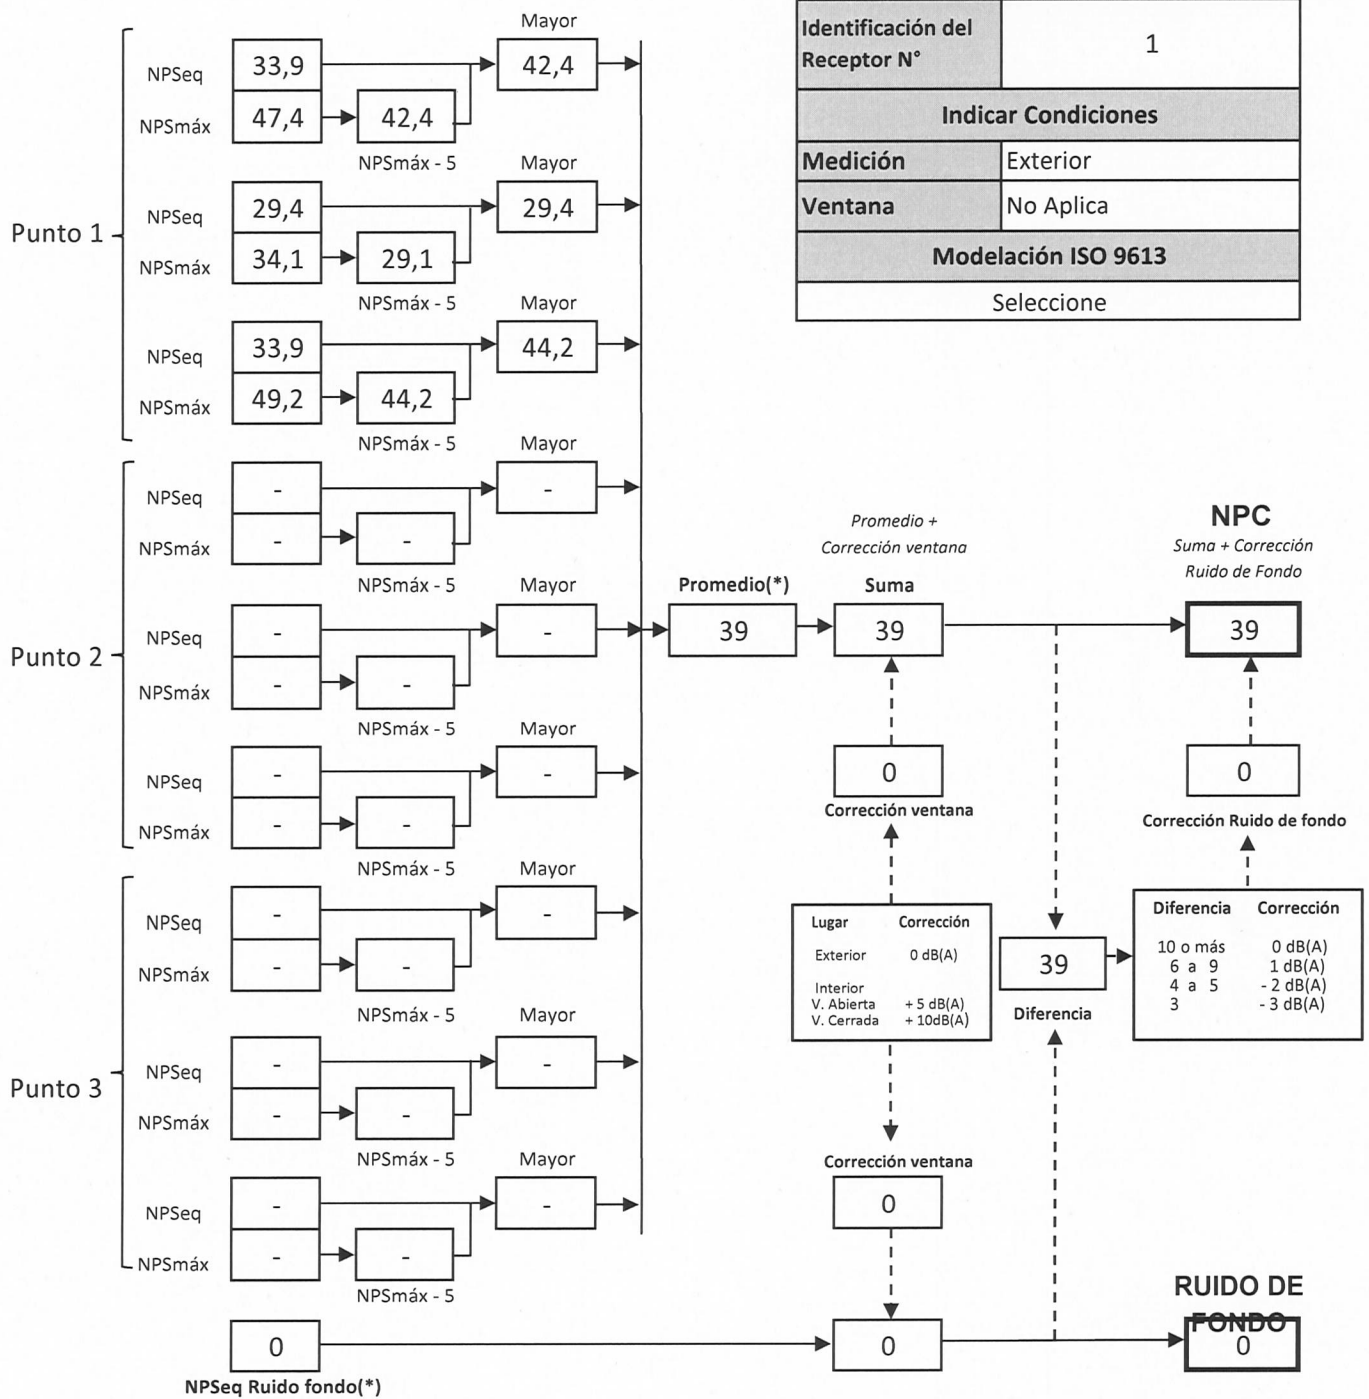 Identificación del Receptor N°
1
Indicar Condiciones
Medición
Exterior
Ventana
No Aplica
Modelación ISO 9613
Seleccione
Punto 1
Mayor
NPSeq
33,9
42,4
NPSmáx
47,4
42,4
NPSmáx - 5
Mayor
NPSeq
29,4
29,4
NPSmáx
34,1
29,1
NPSmáx - 5
Mayor
NPSeq
33,9
44,2
NPSmáx
49,2
44,2
NPSmáx - 5
Punto 2
Mayor
NPSeq
-
-
NPSmáx
-
-
NPSmáx - 5
Mayor
NPSeq
-
-
NPSmáx
-
-
NPSmáx - 5
Mayor
NPSeq
-
-
NPSmáx
-
-
NPSmáx - 5
Punto 3
Mayor
NPSeq
-
-
NPSmáx
-
-
NPSmáx - 5
Mayor
NPSeq
-
-
NPSmáx
-
-
NPSmáx - 5
Mayor
NPSeq
-
-
NPSmáx
-
-
NPSmáx - 5
0
NPSeq Ruido fondo(*)
Promedio(*)
39
Promedio +
Corrección ventana
Suma
39
0
Corrección ventana
Lugar Corrección
Exterior 0 dB(A)
Interior
V. Abierta + 5 dB(A)
V. Cerrada + 10dB(A)
Corrección ventana
0
0
39
Diferencia
NPC
Suma + Corrección
Ruido de Fondo
39
0
Corrección Ruido de fondo
Diferencia Corrección
10 o más 0 dB(A)
6 a 9 1 dB(A)
4 a 5 - 2 dB(A)
3 - 3 dB(A)
RUIDO DE
FONDO
0